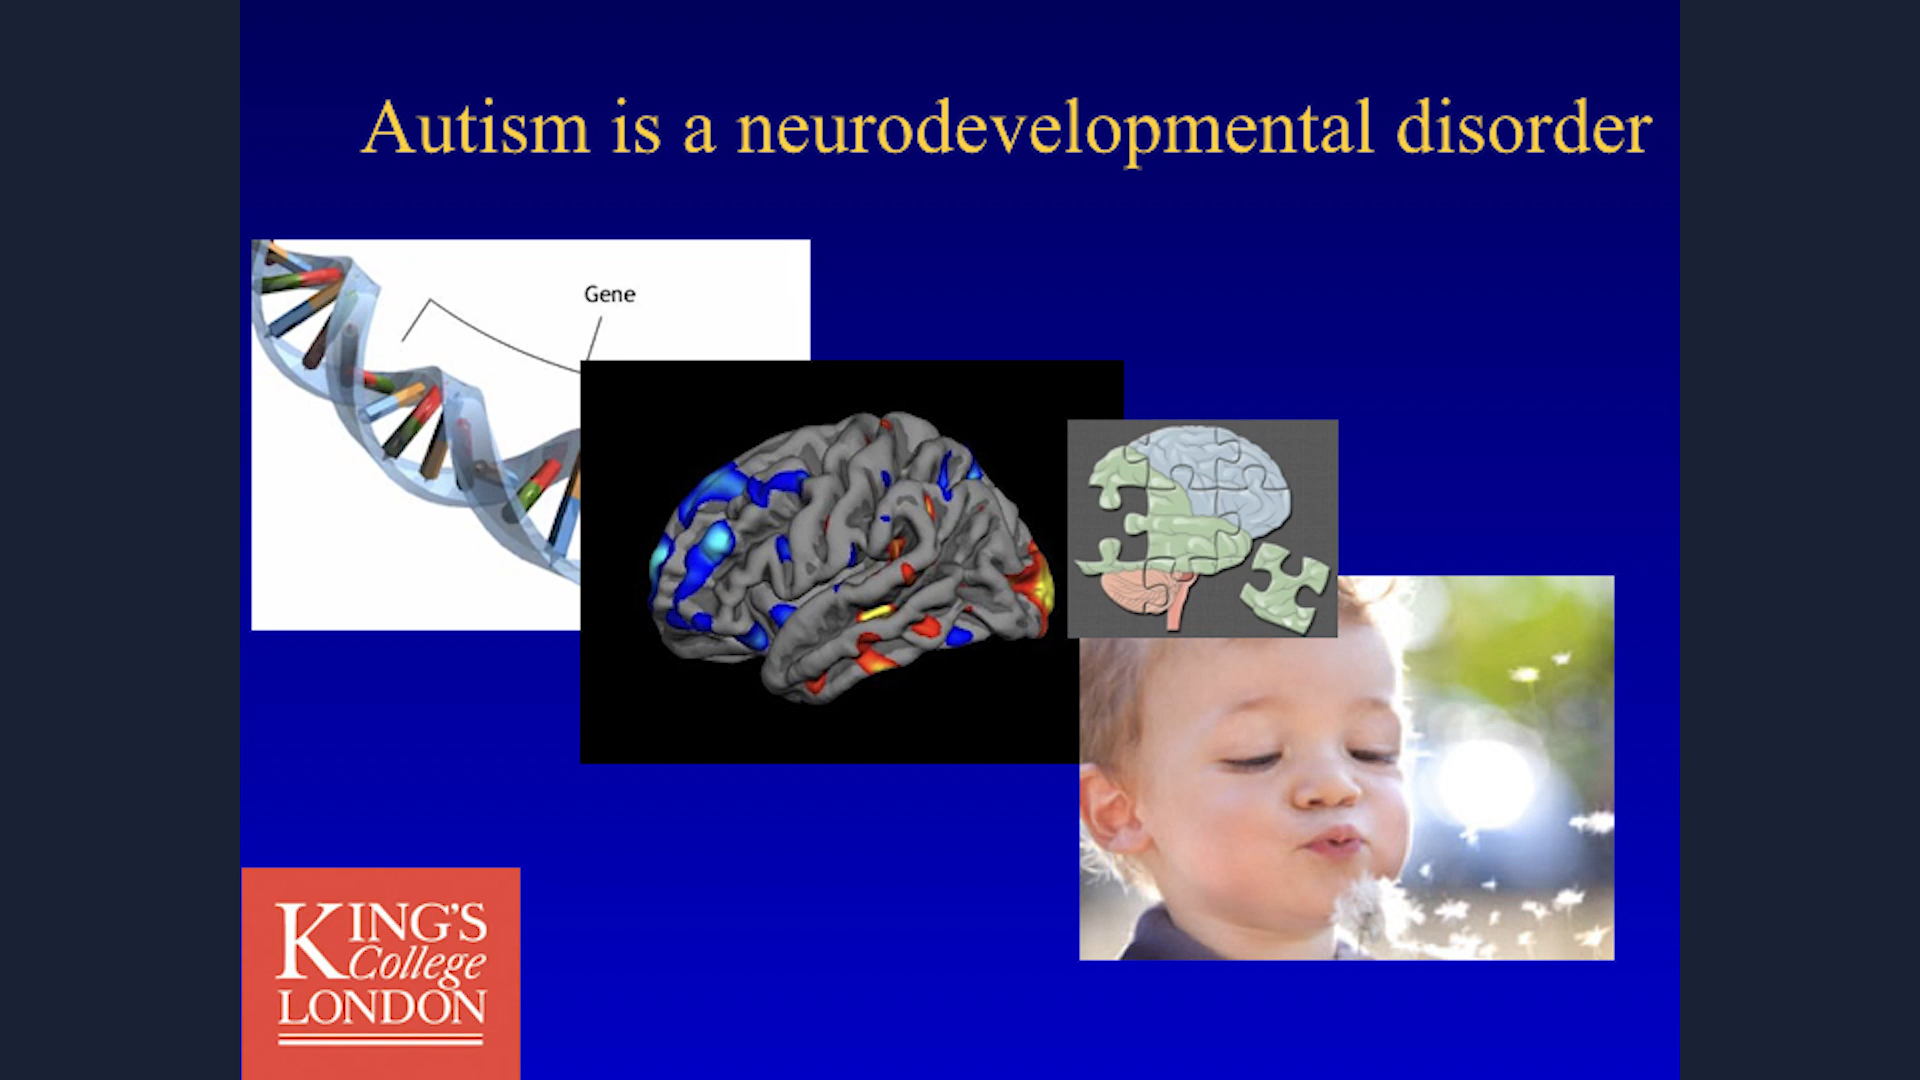 Autism is a neurodevelopmental disorder
Gene
KING'S
College
LONDON